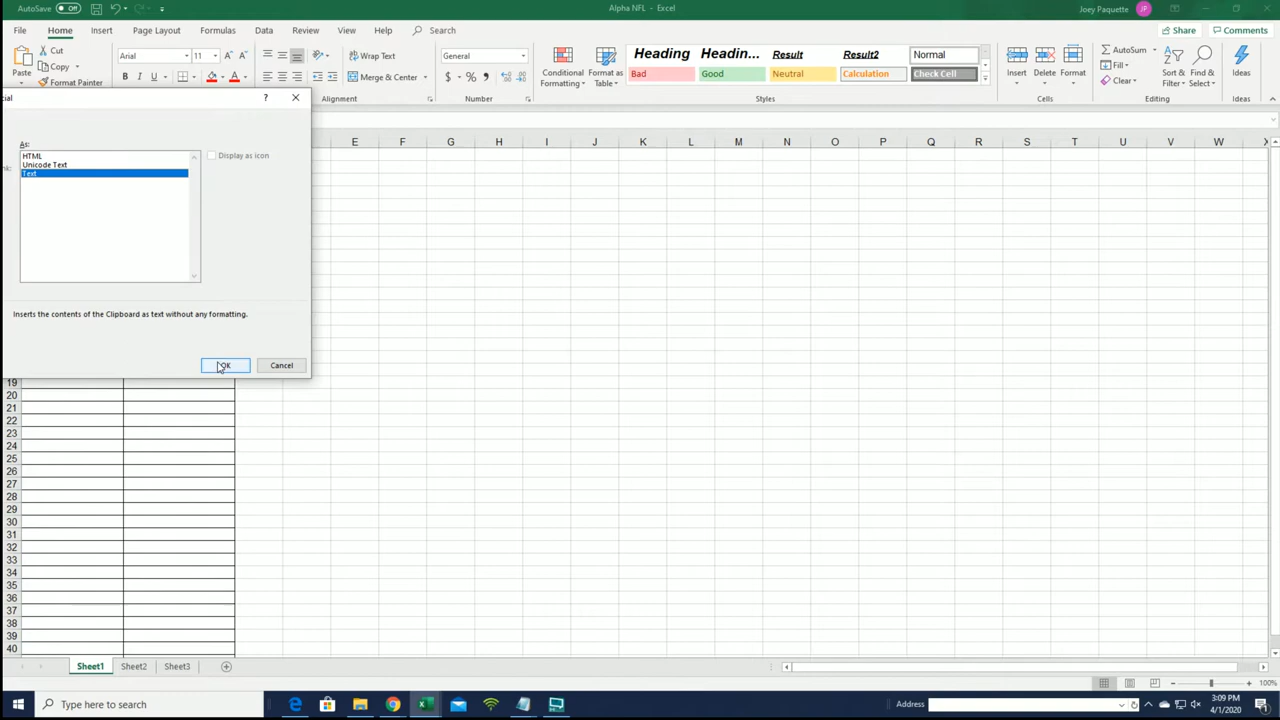 AutoSave Off Alpha NFL - Excel Joey Paquette JP
File Home Insert Page Layout Formulas Data Review View Help Search Share Comments
Paste Cut Copy Format Painter
Arial 11 B I U
Wrap Text Merge & Center
General $ %
Conditional Formatting Format as Table
Heading Headin... Result Result2 Normal
Bad Good Neutral Calculation Check Cell
Insert Delete Format
AutoSum Fill Clear Sort & Filter Find & Select Ideas
Alignment Number Styles Cells Editing Ideas
cial ?
As:
HTML
Unicode Text
Text
Display as icon
Inserts the contents of the Clipboard as text without any formatting.
OK Cancel
E F G H I J K L M N O P Q R S T U V W X
19
20
21
22
23
24
25
26
27
28
29
30
31
32
33
34
35
36
37
38
39
40
Sheet1 Sheet2 Sheet3
100%
Type here to search Address 3:09 PM
4/1/2020